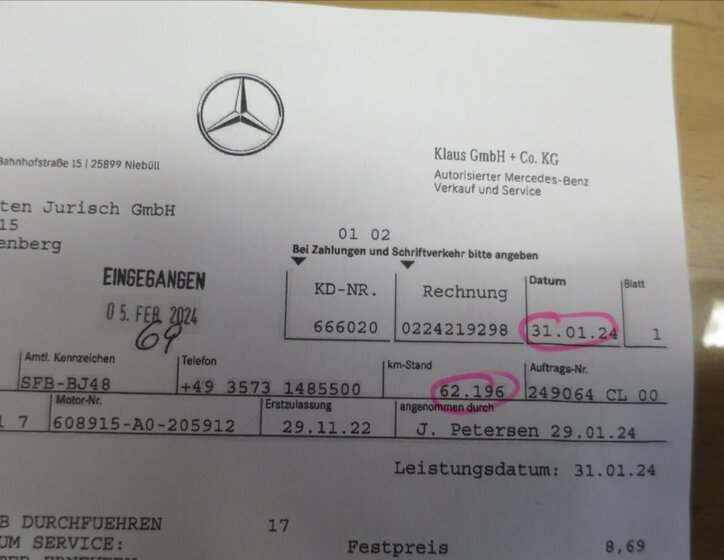 Klaus GmbH + Co. KG
Autorisierter Mercedes-Benz
Verkauf und Service
Bahnhofstraße 15 | 25899 Niebüll
ten Jurisch GmbH
15
enberg
01 02
Bei Zahlungen und Schriftverkehr bitte angeben
EINGEGANGEN
05. FEB. 2024
69
KD-NR. Rechnung Datum Blatt
666020 0224219298 31.01.24 1
Amtl. Kennzeichen Telefon km-Stand Auftrags-Nr.
SFB-BJ48 +49 3573 1485500 62.196 249064 CL 00
Motor-Nr. Erstzulassung angenommen durch
1 7 608915-A0-205912 29.11.22 J. Petersen 29.01.24
Leistungsdatum: 31.01.24
B DURCHFUEHREN 17
UM SERVICE: Festpreis 8,69